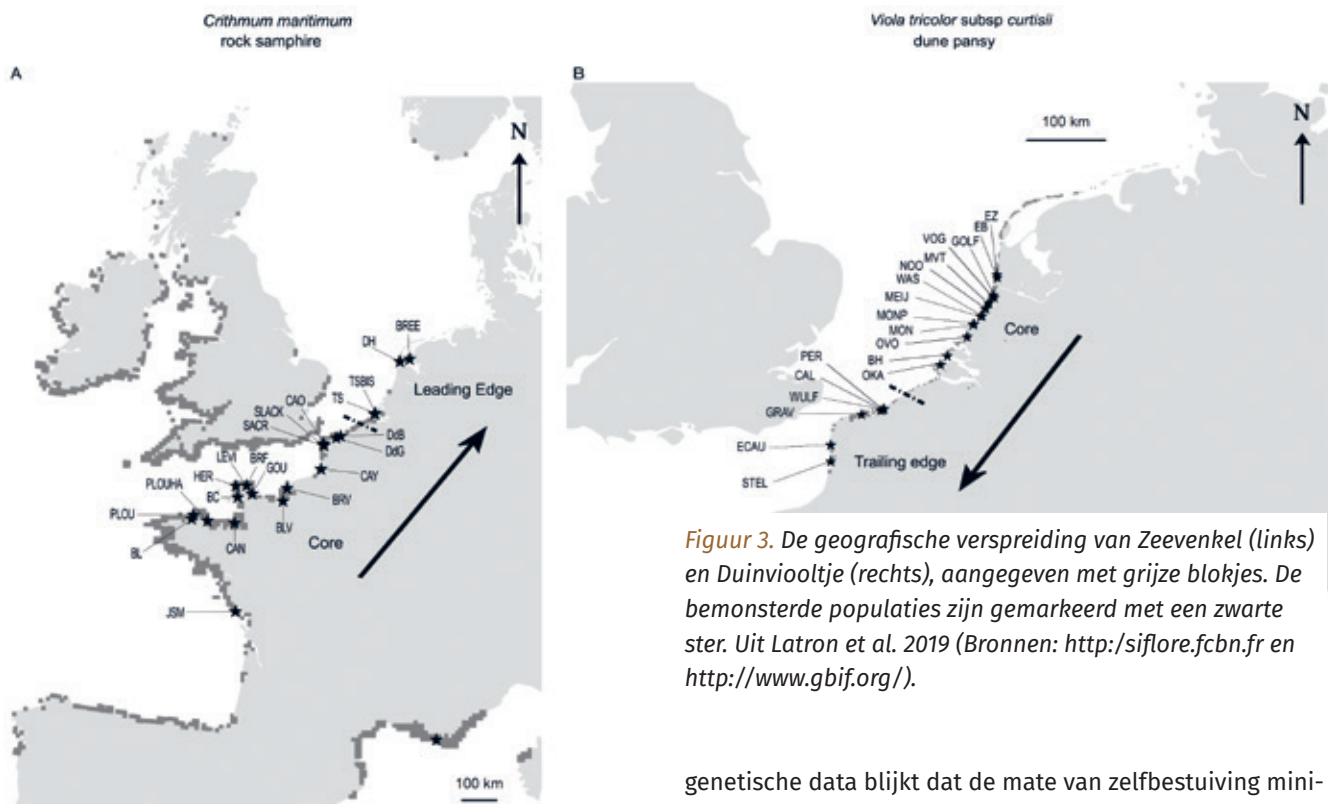 Crithmum maritimum
rock samphire
A
N
BREE
DH
Leading Edge
TSBIS
TS
CAO
SLACK
SACR
DdB
DdG
LEVI
BRF
GOU
HER
CAY
PLOUHA
BC
BRV
PLOU
BLV
BL
CAN
Core
JSM
100 km
Viola tricolor subsp curtisii
dune pansy
B
100 km
N
EZ
EB
GOLF
VOG
MVT
NOO
WAS
MEIJ
MONP
MON
Core
OVO
BH
OKA
PER
CAL
WULF
GRAV
ECAU
Trailing edge
STEL
Figuur 3. De geografische verspreiding van Zeevenkel (links)
en Duinviooltje (rechts), aangegeven met grijze blokjes. De
bemonsterde populaties zijn gemarkeerd met een zwarte
ster. Uit Latron et al. 2019 (Bronnen: http:/siflore.fcbn.fr en
http://www.gbif.org/).
genetische data blijkt dat de mate van zelfbestuiving mini-